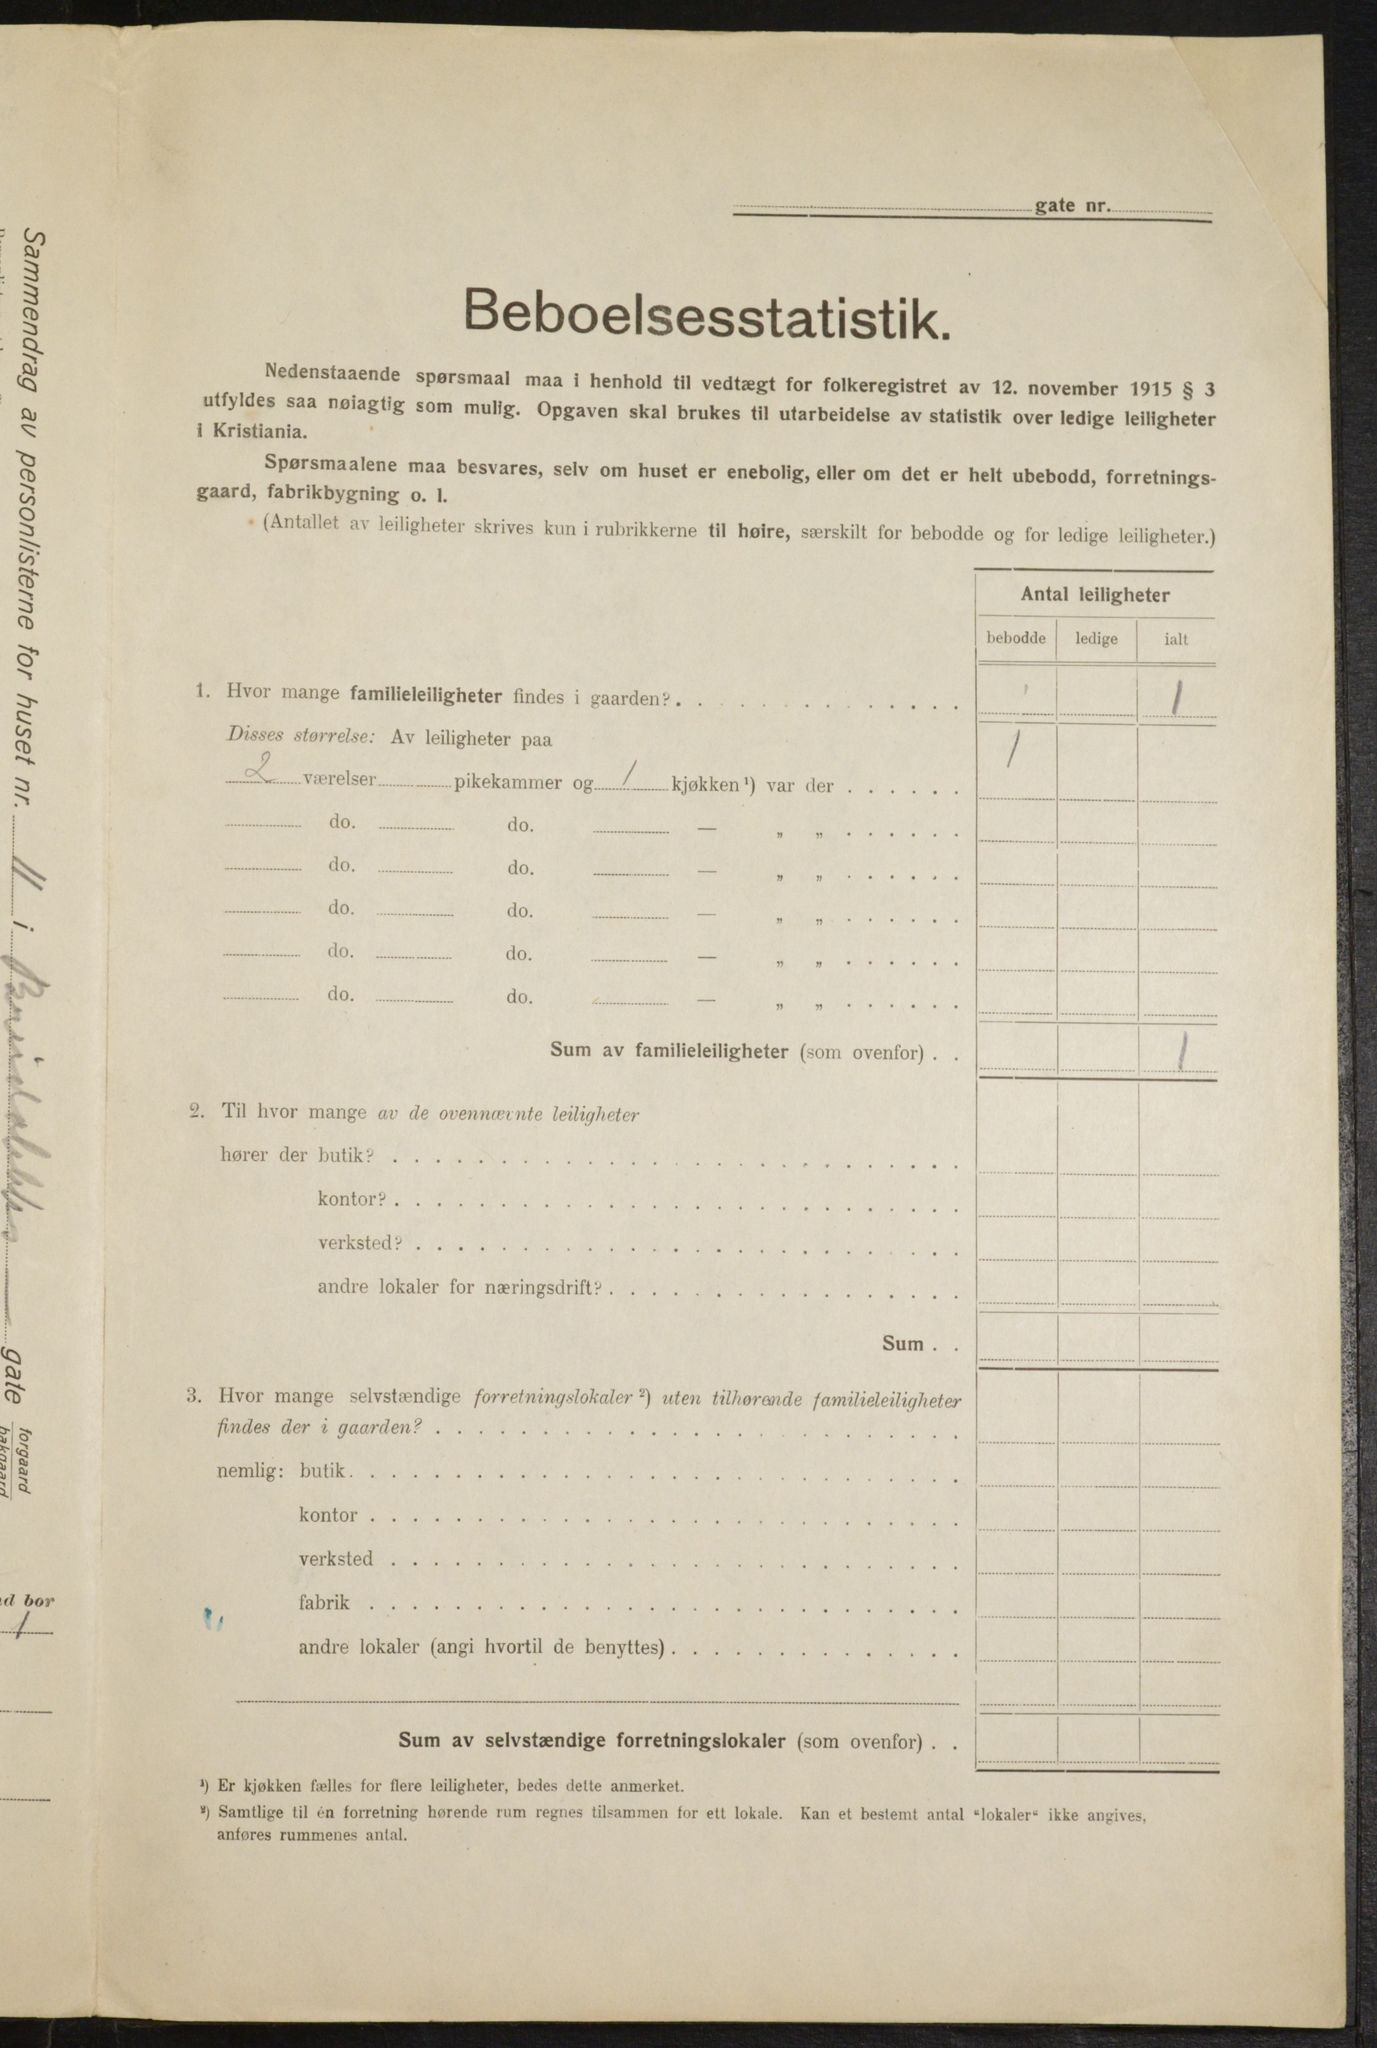 gate nr.
Beboelsesstatistik.
Nedenstaaende spørsmaal maa i henhold til vedtægt for folkeregistret av 12. november 1915 § 3
utfyldes saa nøiagtig som mulig. Opgaven skal brukes til utarbeidelse av statistik over ledige leiligheter
i Kristiania.
Spørsmaalene maa besvares, selv om huset er enebolig, eller om det er helt ubebodd, forretnings-
gaard, fabrikbygning o. l.
(Antallet av leiligheter skrives kun i rubrikkerne til høire, særskilt for bebodde og for ledige leiligheter.)
Antal leiligheter
bebodde ledige ialt
1. Hvor mange familieleiligheter findes i gaarden? 1
Disses størrelse: Av leiligheter paa
2 værelser pikekammer og 1 kjøkken ¹) var der . . . . . . 1
do. do. — „ „ . . . . . .
do. do. — „ „ . . . . . .
do. do. — „ „ . . . . . .
do. do. — „ „ . . . . . .
do. do. — „ „ . . . . . .
Sum av familieleiligheter (som ovenfor) . . 1
2. Til hvor mange av de ovennævnte leiligheter
hører der butik?
kontor?
verksted?
andre lokaler for næringsdrift?
Sum . .
3. Hvor mange selvstændige forretningslokaler ²) uten tilhørende familieleiligheter
findes der i gaarden?
nemlig: butik
kontor
verksted
fabrik
andre lokaler (angi hvortil de benyttes)
Sum av selvstændige forretningslokaler (som ovenfor) . .
¹) Er kjøkken fælles for flere leiligheter, bedes dette anmerket.
²) Samtlige til én forretning hørende rum regnes tilsammen for ett lokale. Kan et bestemt antal “lokaler“ ikke angives,
anføres rummenes antal.
Sammendrag av personlisterne for huset nr. 11 i gate forgaard
bakgaard
bor
1